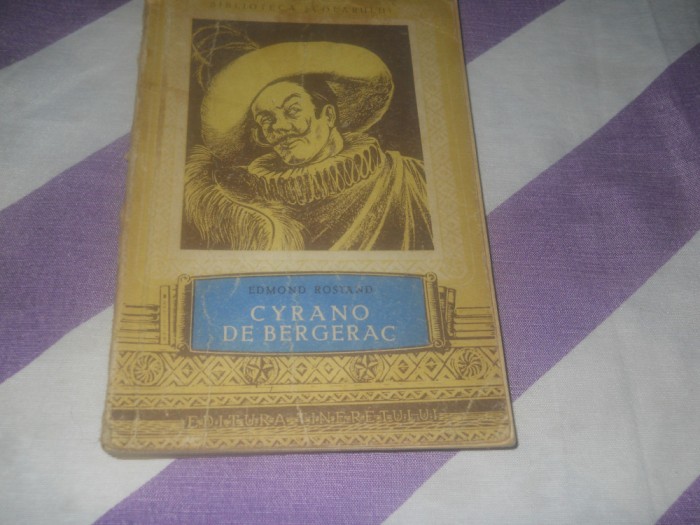 BIBLIOTECA ȘCOLARULUI
EDMOND ROSTAND
CYRANO
DE BERGERAC
EDITURA TINERETULUI